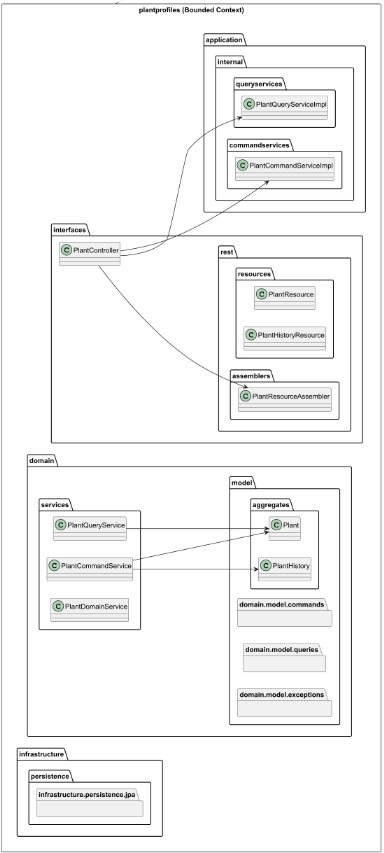 plantprofiles (Bounded Context)
application
internal
queryservices
C PlantQueryServiceImpl
commandservices
C PlantCommandServiceImpl
interfaces
C PlantController
rest
resources
C PlantResource
C PlantHistoryResource
assemblers
C PlantResourceAssembler
domain
model
services
aggregates
C PlantQueryService
C Plant
C PlantCommandService
C PlantHistory
C PlantDomainService
domain.model.commands
domain.model.queries
domain.model.exceptions
infrastructure
persistence
infrastructure.persistence.jpa